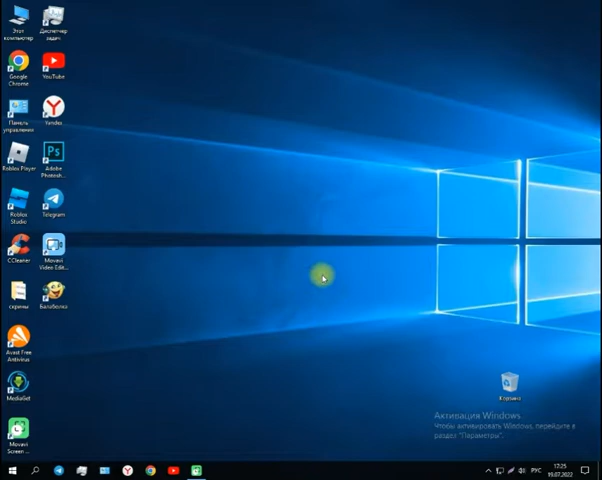 Этот
компьютер
Диспетчер
задач
Google
Chrome
YouTube
Панель
управления
Yandex
Roblox Player
Ps
Adobe
Photosh...
Roblox
Studio
Telegram
CCleaner
Movavi
Video Edit...
скрины
Балаболка
Avast Free
Antivirus
MediaGet
Movavi
Screen ...
Корзина
Активация Windows
Чтобы активировать Windows, перейдите в
раздел "Параметры".
РУС
17:25
19.07.2022